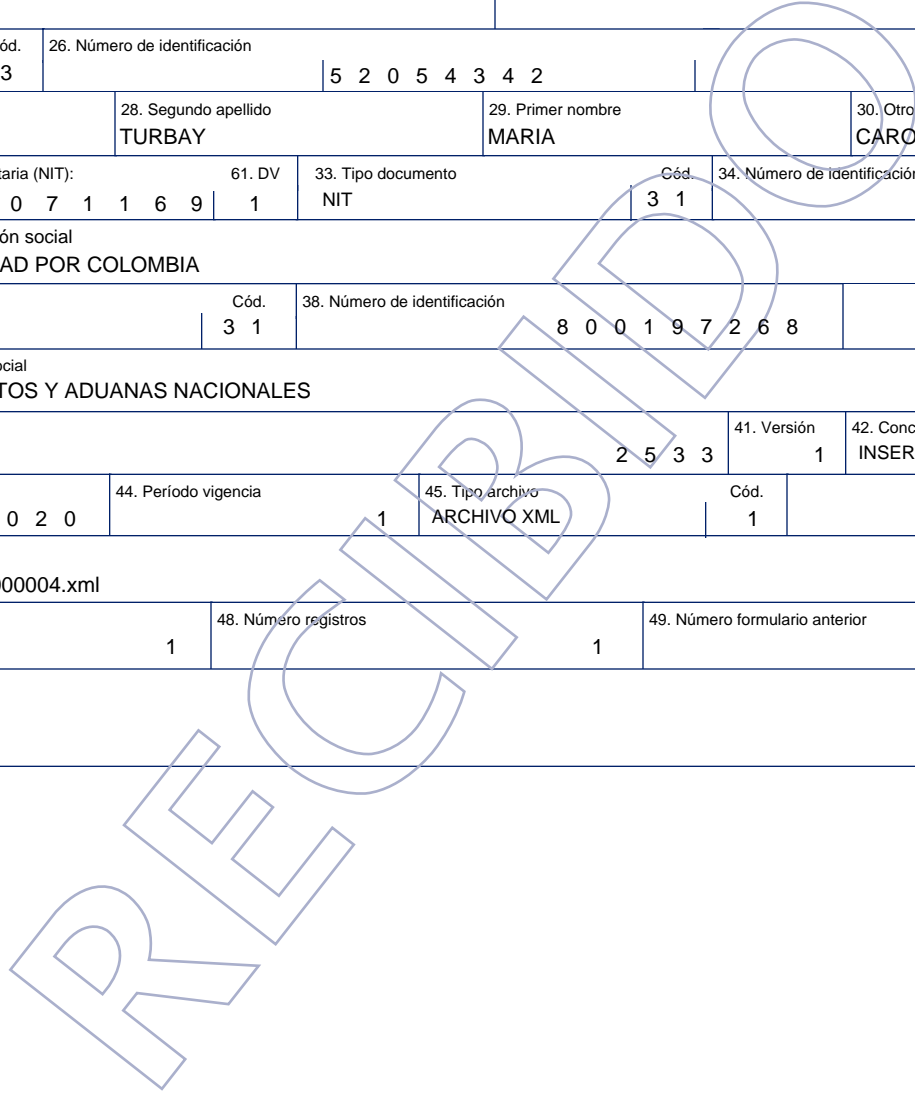 ód. 26. Número de identificación
3 5 2 0 5 4 3 4 2
28. Segundo apellido 29. Primer nombre 30. Otro
TURBAY MARIA CARO
taria (NIT): 61. DV 33. Tipo documento Cód. 34. Número de identificación
0 7 1 1 6 9 1 NIT 3 1
ón social
AD POR COLOMBIA
Cód. 38. Número de identificación
3 1 8 0 0 1 9 7 2 6 8
ocial
TOS Y ADUANAS NACIONALES
41. Versión 42. Conc
2 5 3 3 1 INSER
44. Período vigencia 45. Tipo archivo Cód.
0 2 0 1 ARCHIVO XML 1
000004.xml
48. Número registros 49. Número formulario anterior
1 1
RECIBIDO